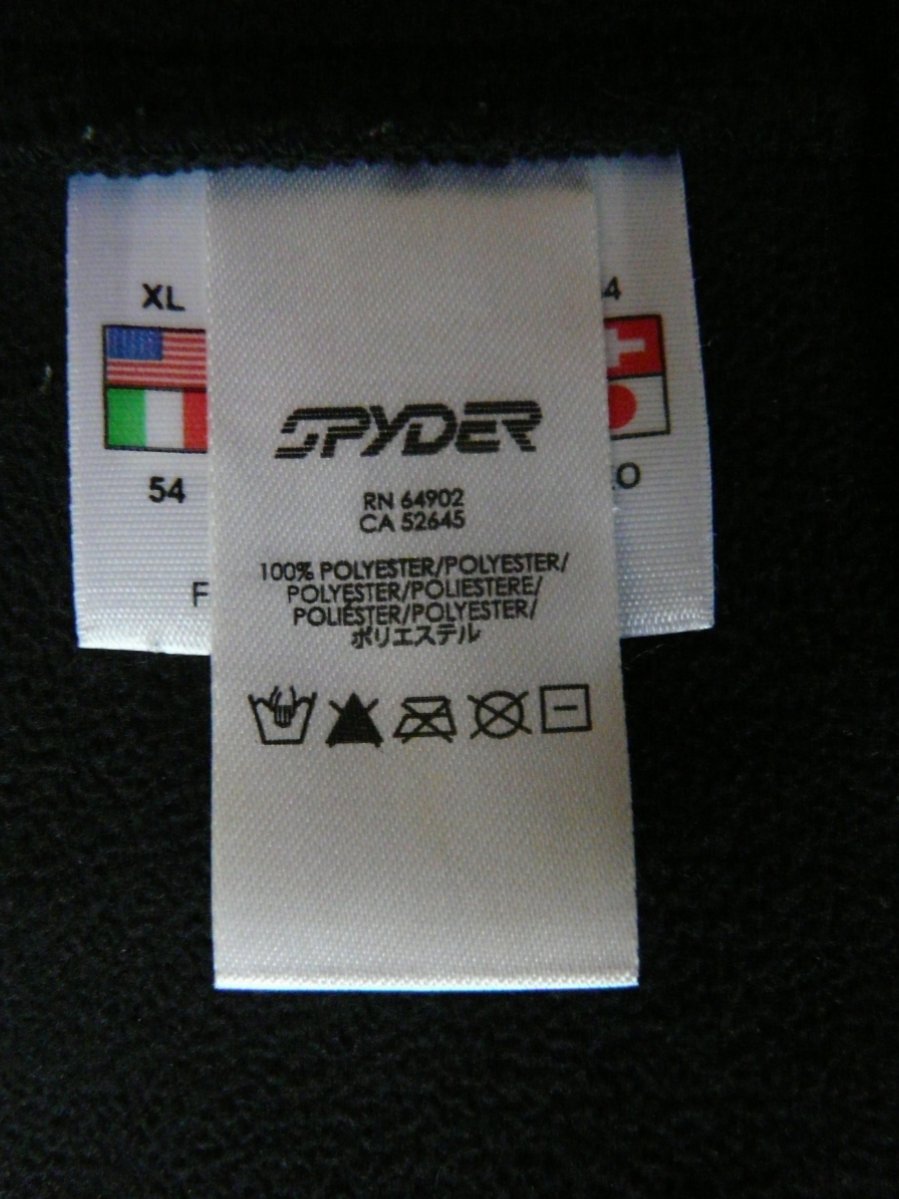 XL
54
SPYDER
RN 64902
CA 52645
100% POLYESTER/POLYESTER/
POLYESTER/POLIESTERE/
POLIÉSTER/POLYESTER/
ポリエステル